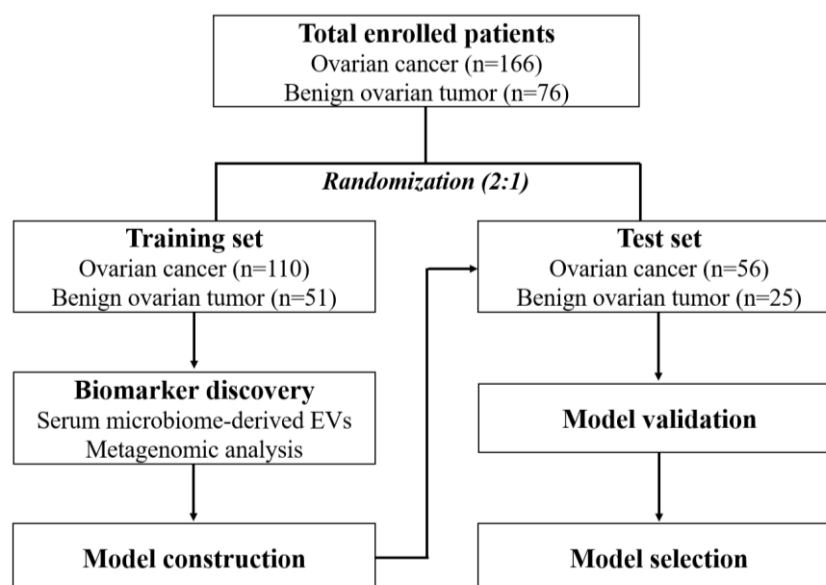 Total enrolled patients
Ovarian cancer (n=166)
Benign ovarian tumor (n=76)
Randomization (2:1)
Training set
Ovarian cancer (n=110)
Benign ovarian tumor (n=51)
Test set
Ovarian cancer (n=56)
Benign ovarian tumor (n=25)
Biomarker discovery
Serum microbiome-derived EVs
Metagenomic analysis
Model validation
Model construction
Model selection